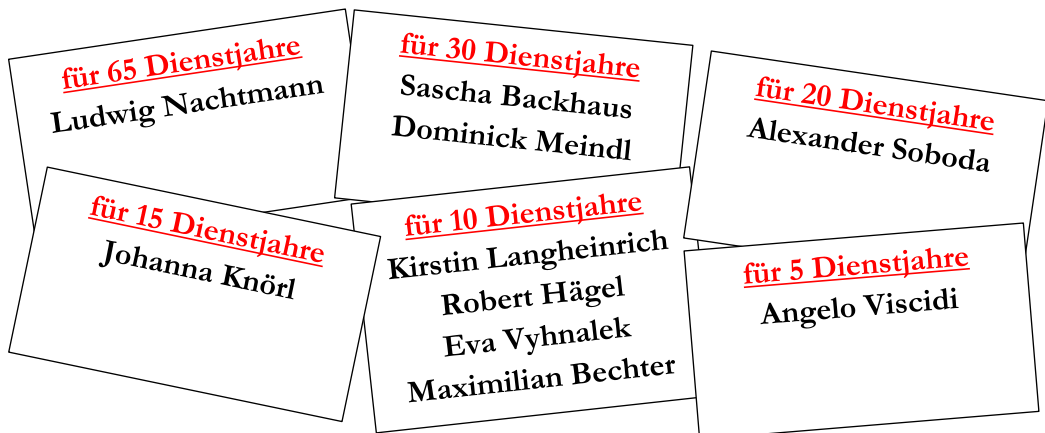 für 65 Dienstjahre
Ludwig Nachtmann
für 30 Dienstjahre
Sascha Backhaus
Dominick Meindl
für 20 Dienstjahre
Alexander Soboda
für 15 Dienstjahre
Johanna Knörl
für 10 Dienstjahre
Kirstin Langheinrich
Robert Hägel
Eva Vyhnalek
Maximilian Bechter
für 5 Dienstjahre
Angelo Viscidi